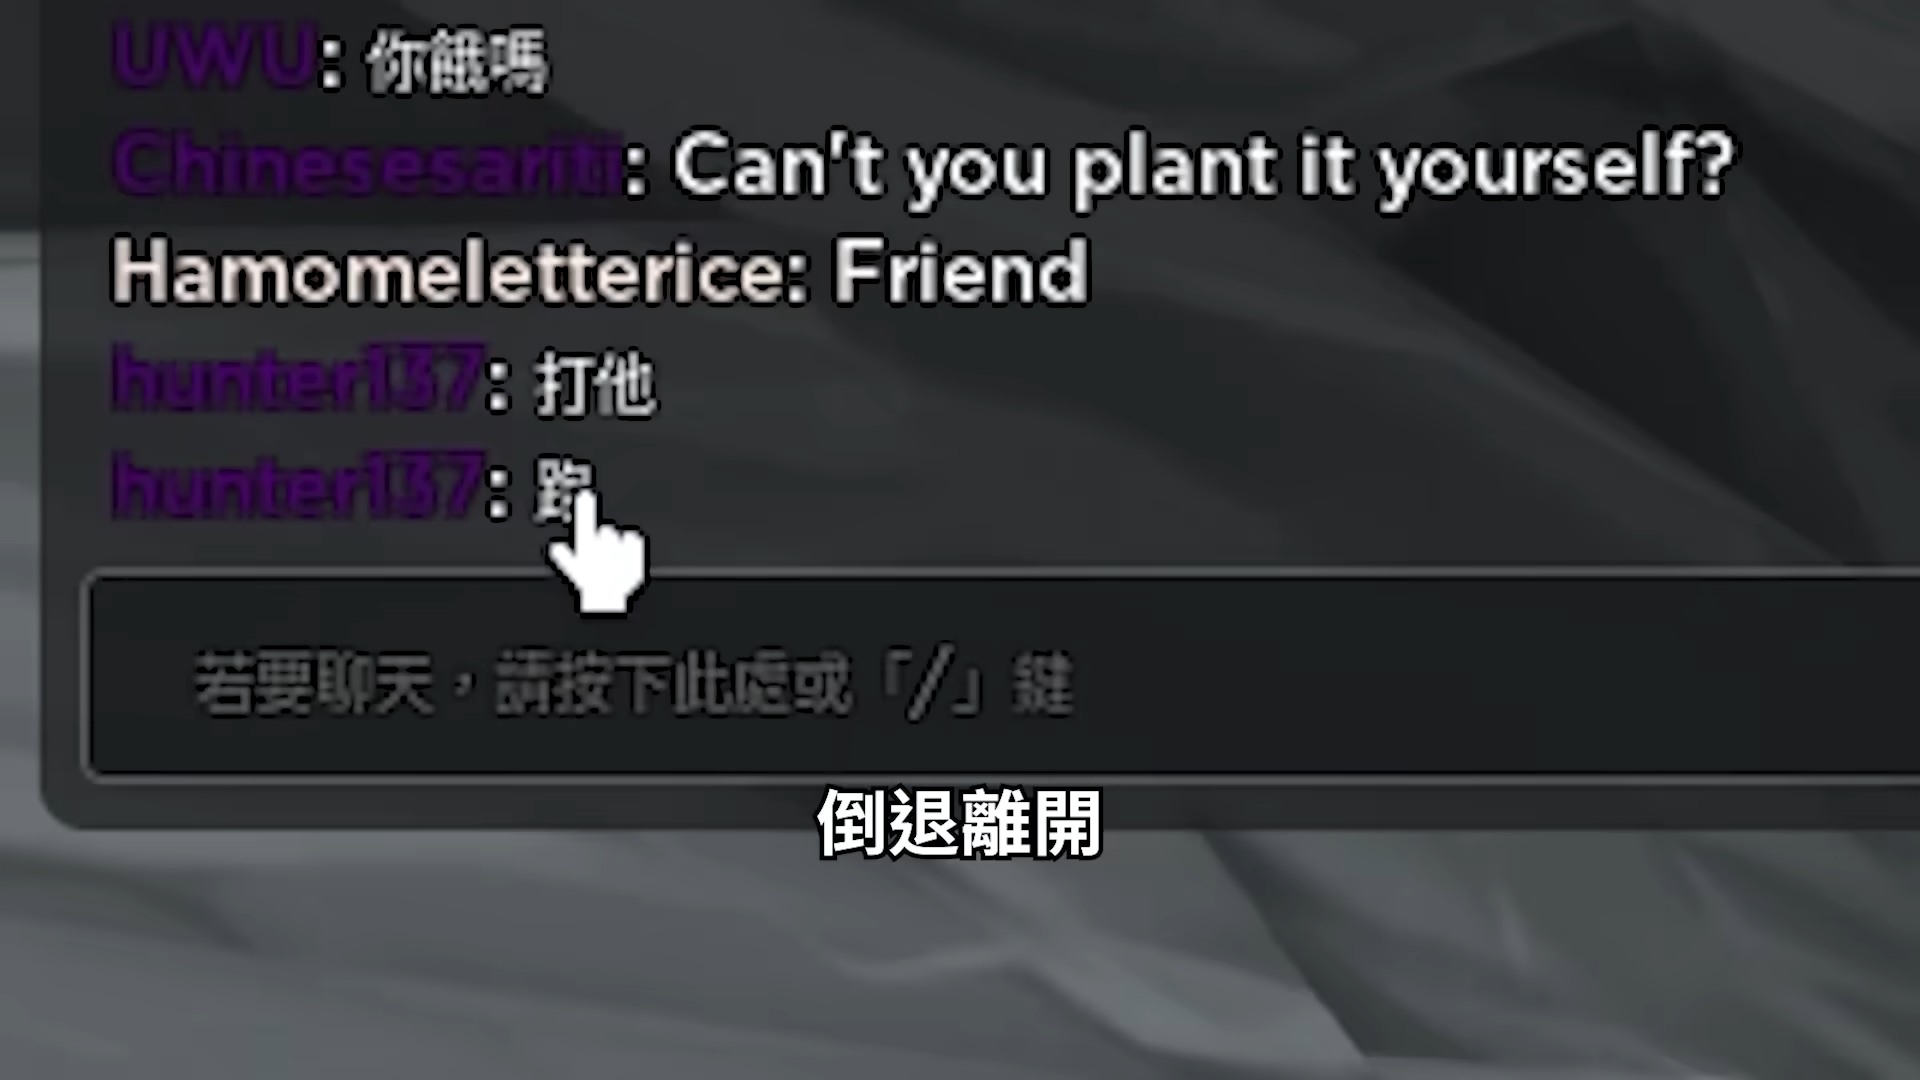 UWU: 你餓嗎
Chinesesariti: Can't you plant it yourself?
Hamomeletterice: Friend
hunter137: 打他
hunter137: 跑
若要聊天，請按下此處或「/」鍵
倒退離開